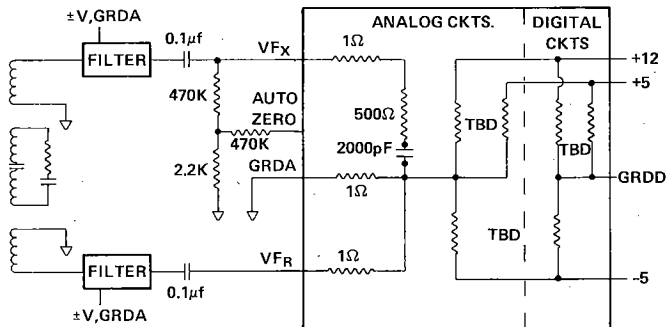 ±V,GRDA
FILTER
0.1µf
VFX
470K
AUTO
ZERO
470K
2.2K
GRDA
FILTER
±V,GRDA
0.1µf
VFR
ANALOG CKTS.
DIGITAL
CKTS
1Ω
500Ω
2000pF
1Ω
1Ω
TBD
TBD
TBD
+12
+5
GRDD
-5